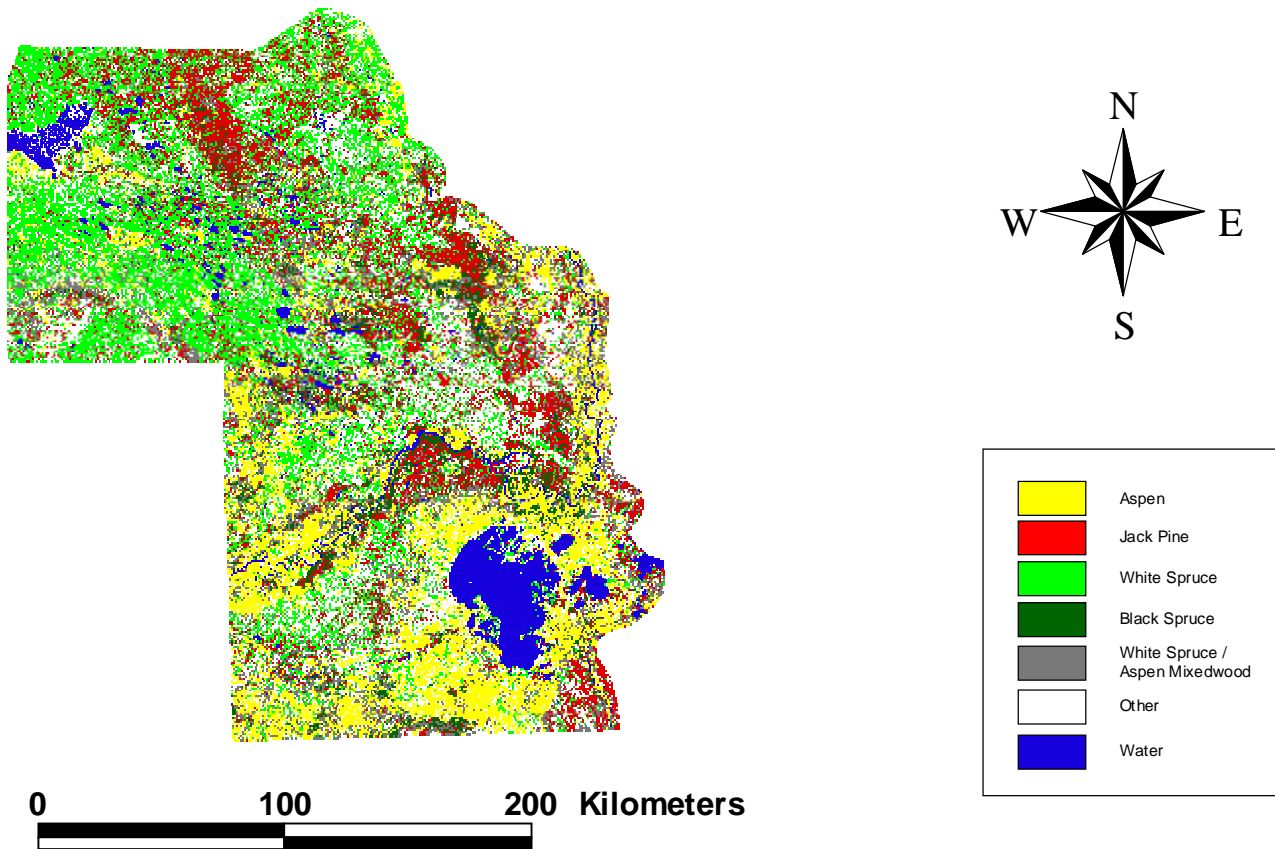 N
W E
S
Aspen
Jack Pine
White Spruce
Black Spruce
White Spruce /
Aspen Mixedwood
Other
Water
0 100 200 Kilometers